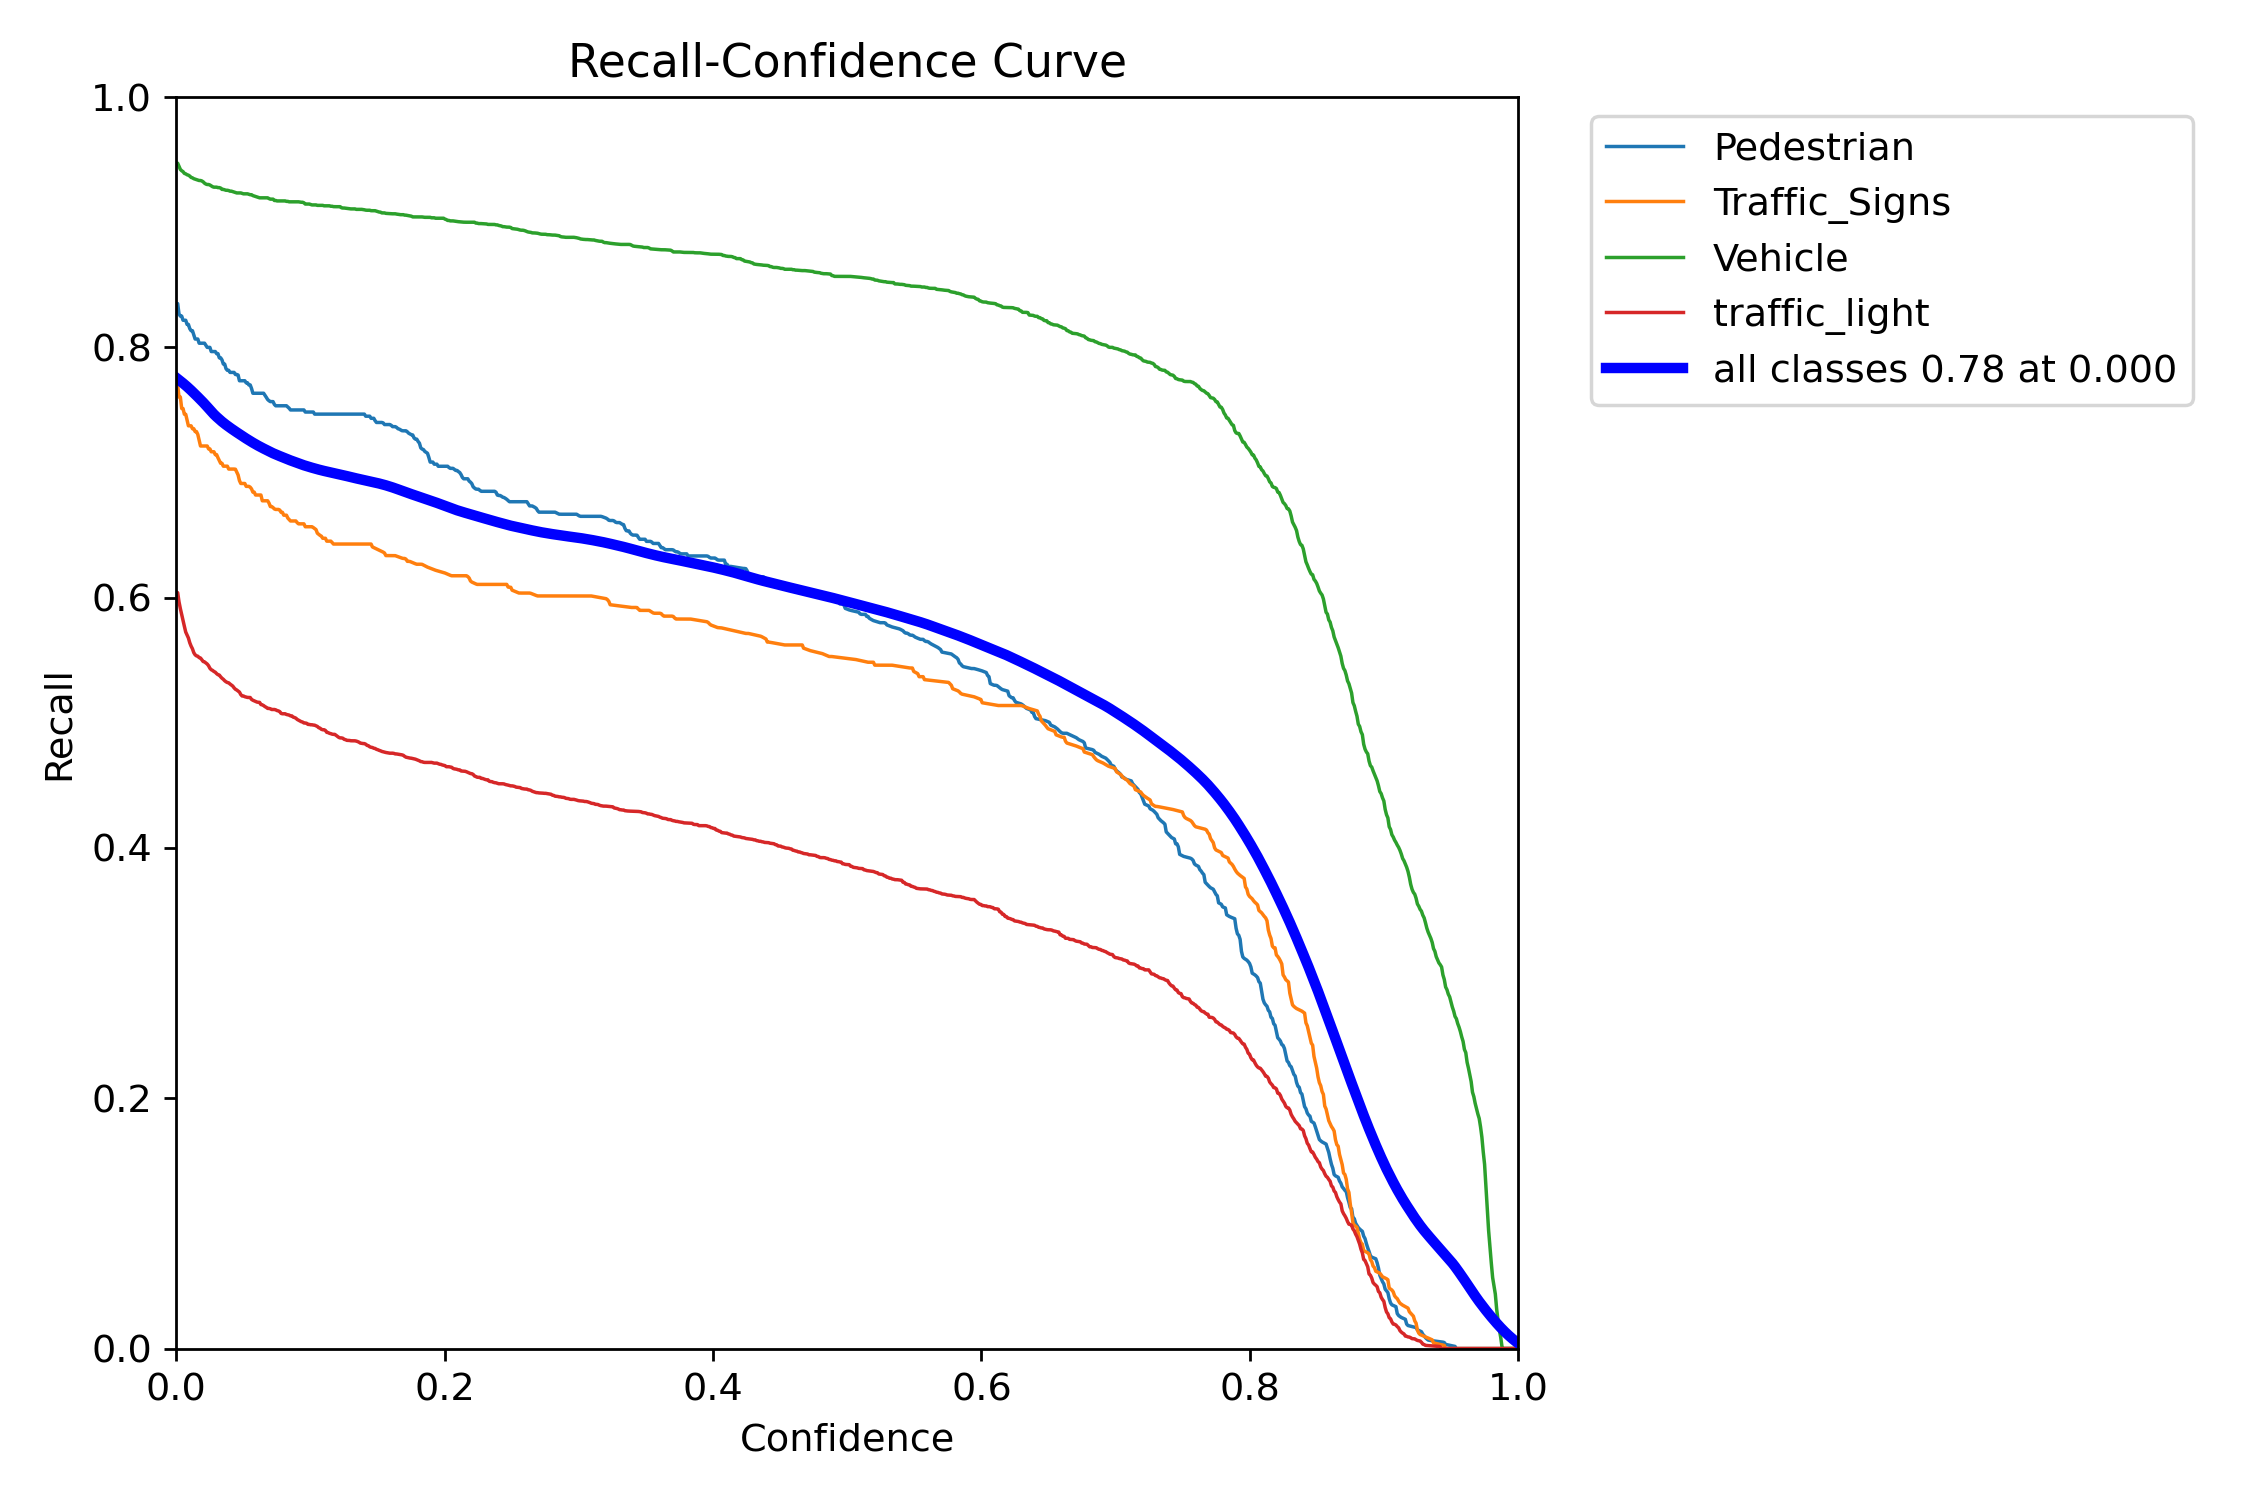 Recall-Confidence Curve
1.0
0.8
0.6
0.4
0.2
0.0
Recall
0.0 0.2 0.4 0.6 0.8 1.0
Confidence
Pedestrian
Traffic_Signs
Vehicle
traffic_light
all classes 0.78 at 0.000